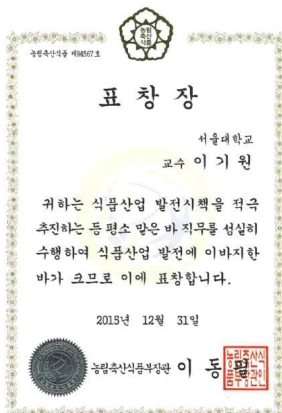 농림축산식품 제94567호
표창장
서울대학교
교수 이기원
귀하는 식품산업 발전시책을 적극
추진하는 등 평소 맡은 바 직무를 성실히
수행하여 식품산업 발전에 이바지한
바가 크므로 이에 표창합니다.
2015년 12월 31일
농림축산식품부장관 이동필